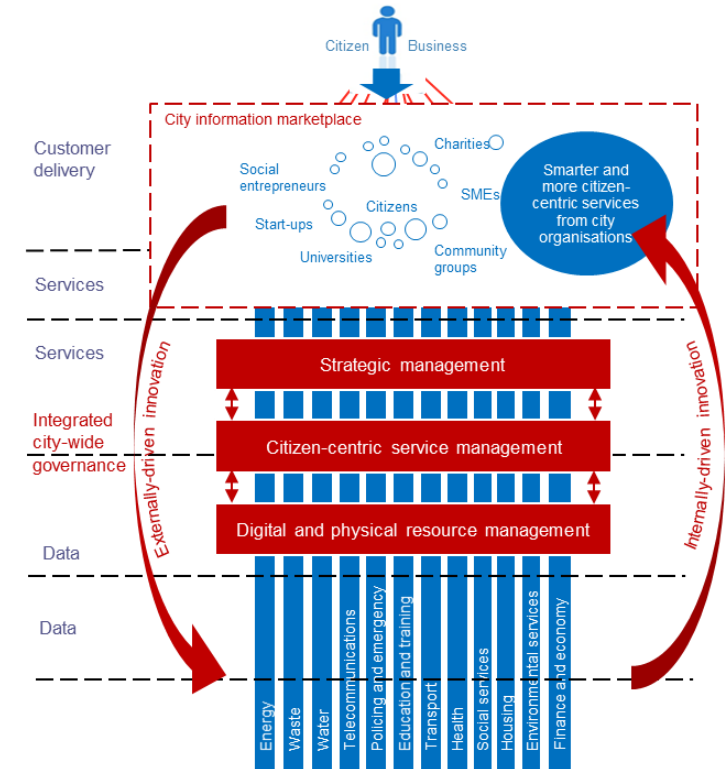 Citizen Business
City information marketplace
Customer
delivery
Charities
Social
entrepreneurs
SMEs
Citizens
Start-ups
Universities
Community
groups
Smarter and
more citizen-
centric services
from city
organisations
Services
Services
Strategic management
Integrated
city-wide
governance
Citizen-centric service management
Digital and physical resource management
Externally-driven innovation
Internally-driven innovation
Data
Data
Energy
Waste
Water
Telecommunications
Policing and emergency
Education and training
Transport
Health
Social services
Housing
Environmental services
Finance and economy